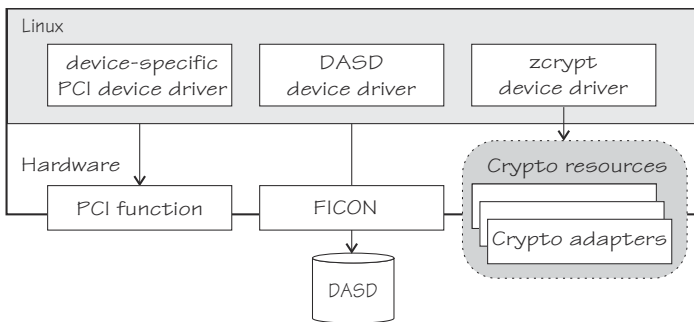 Linux
device-specific
PCI device driver
DASD
device driver
zcrypt
device driver
Hardware
Crypto resources
PCI function
FICON
Crypto adapters
DASD